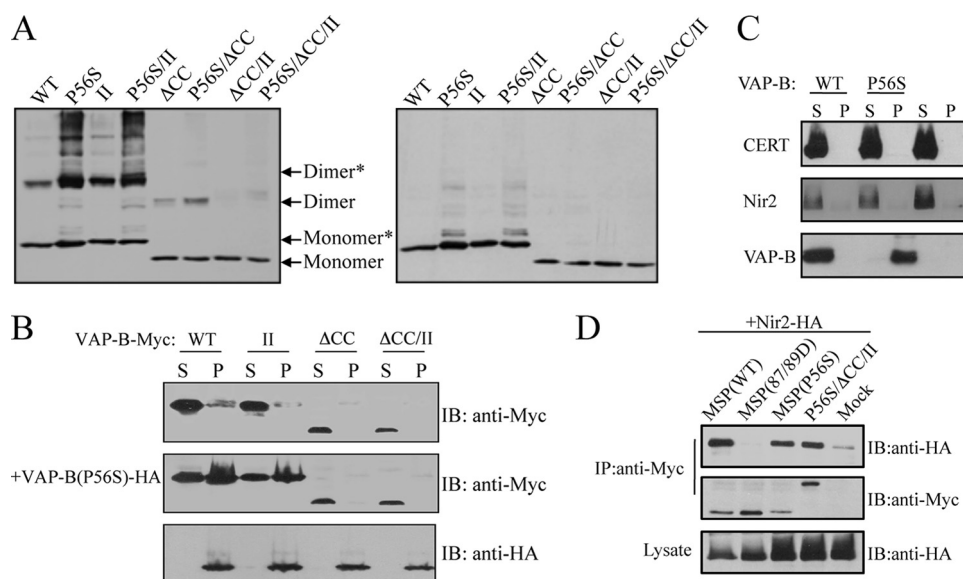 A
WT P56S II P56S/II ΔCC P56S/ΔCC ΔCC/II P56S/ΔCC/II
WT P56S II P56S/II ΔCC P56S/ΔCC ΔCC/II P56S/ΔCC/II
Dimer*
Dimer
Monomer*
Monomer
C
VAP-B: WT P56S
S P S P S P
CERT
Nir2
VAP-B
B
VAP-B-Myc: WT II ΔCC ΔCC/II
S P S P S P S P
IB: anti-Myc
+VAP-B(P56S)-HA IB: anti-Myc
IB: anti-HA
D
+Nir2-HA
MSP(WT) MSP(87/89D) MSP(P56S) P56S/ΔCC/II Mock
IP:anti-Myc
IB:anti-HA
IB:anti-Myc
Lysate IB:anti-HA